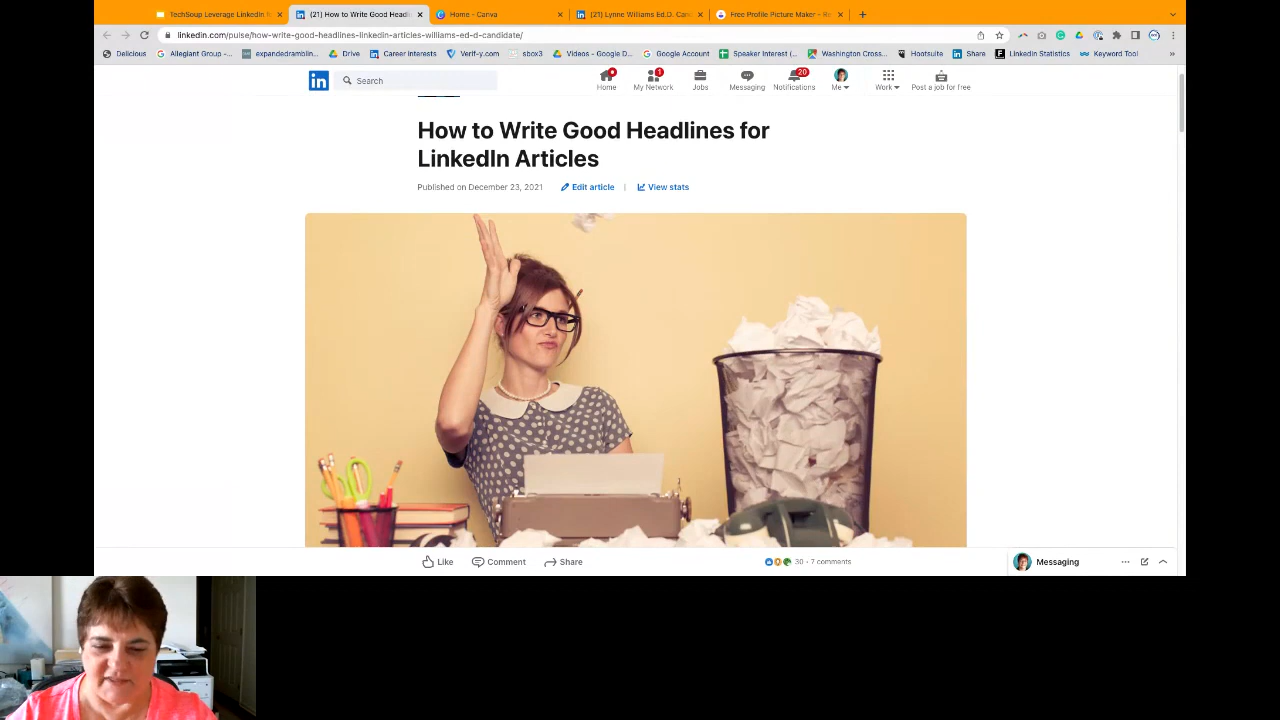 TechSoup Leverage LinkedIn
(21) How to Write Good Headli
Home - Canva
(21) Lynne Williams Ed.D. Can
Free Profile Picture Maker - R
linkedin.com/pulse/how-write-good-headlines-linkedin-articles-williams-ed-d-candidate/
Delicious
Allegiant Group -...
expandedramblin...
Drive
Career Interests
Verif-y.com
sbox3
Videos - Google D...
Google Account
Speaker Interest (...
Washington Cross...
Hootsuite
Share
LinkedIn Statistics
Keyword Tool
»
in
Search
Home
1
My Network
Jobs
Messaging
20
Notifications
Me
Work
Post a job for free
How to Write Good Headlines for
LinkedIn Articles
Published on December 23, 2021
Edit article
|
View stats
Like
Comment
Share
30 · 7 comments
Messaging